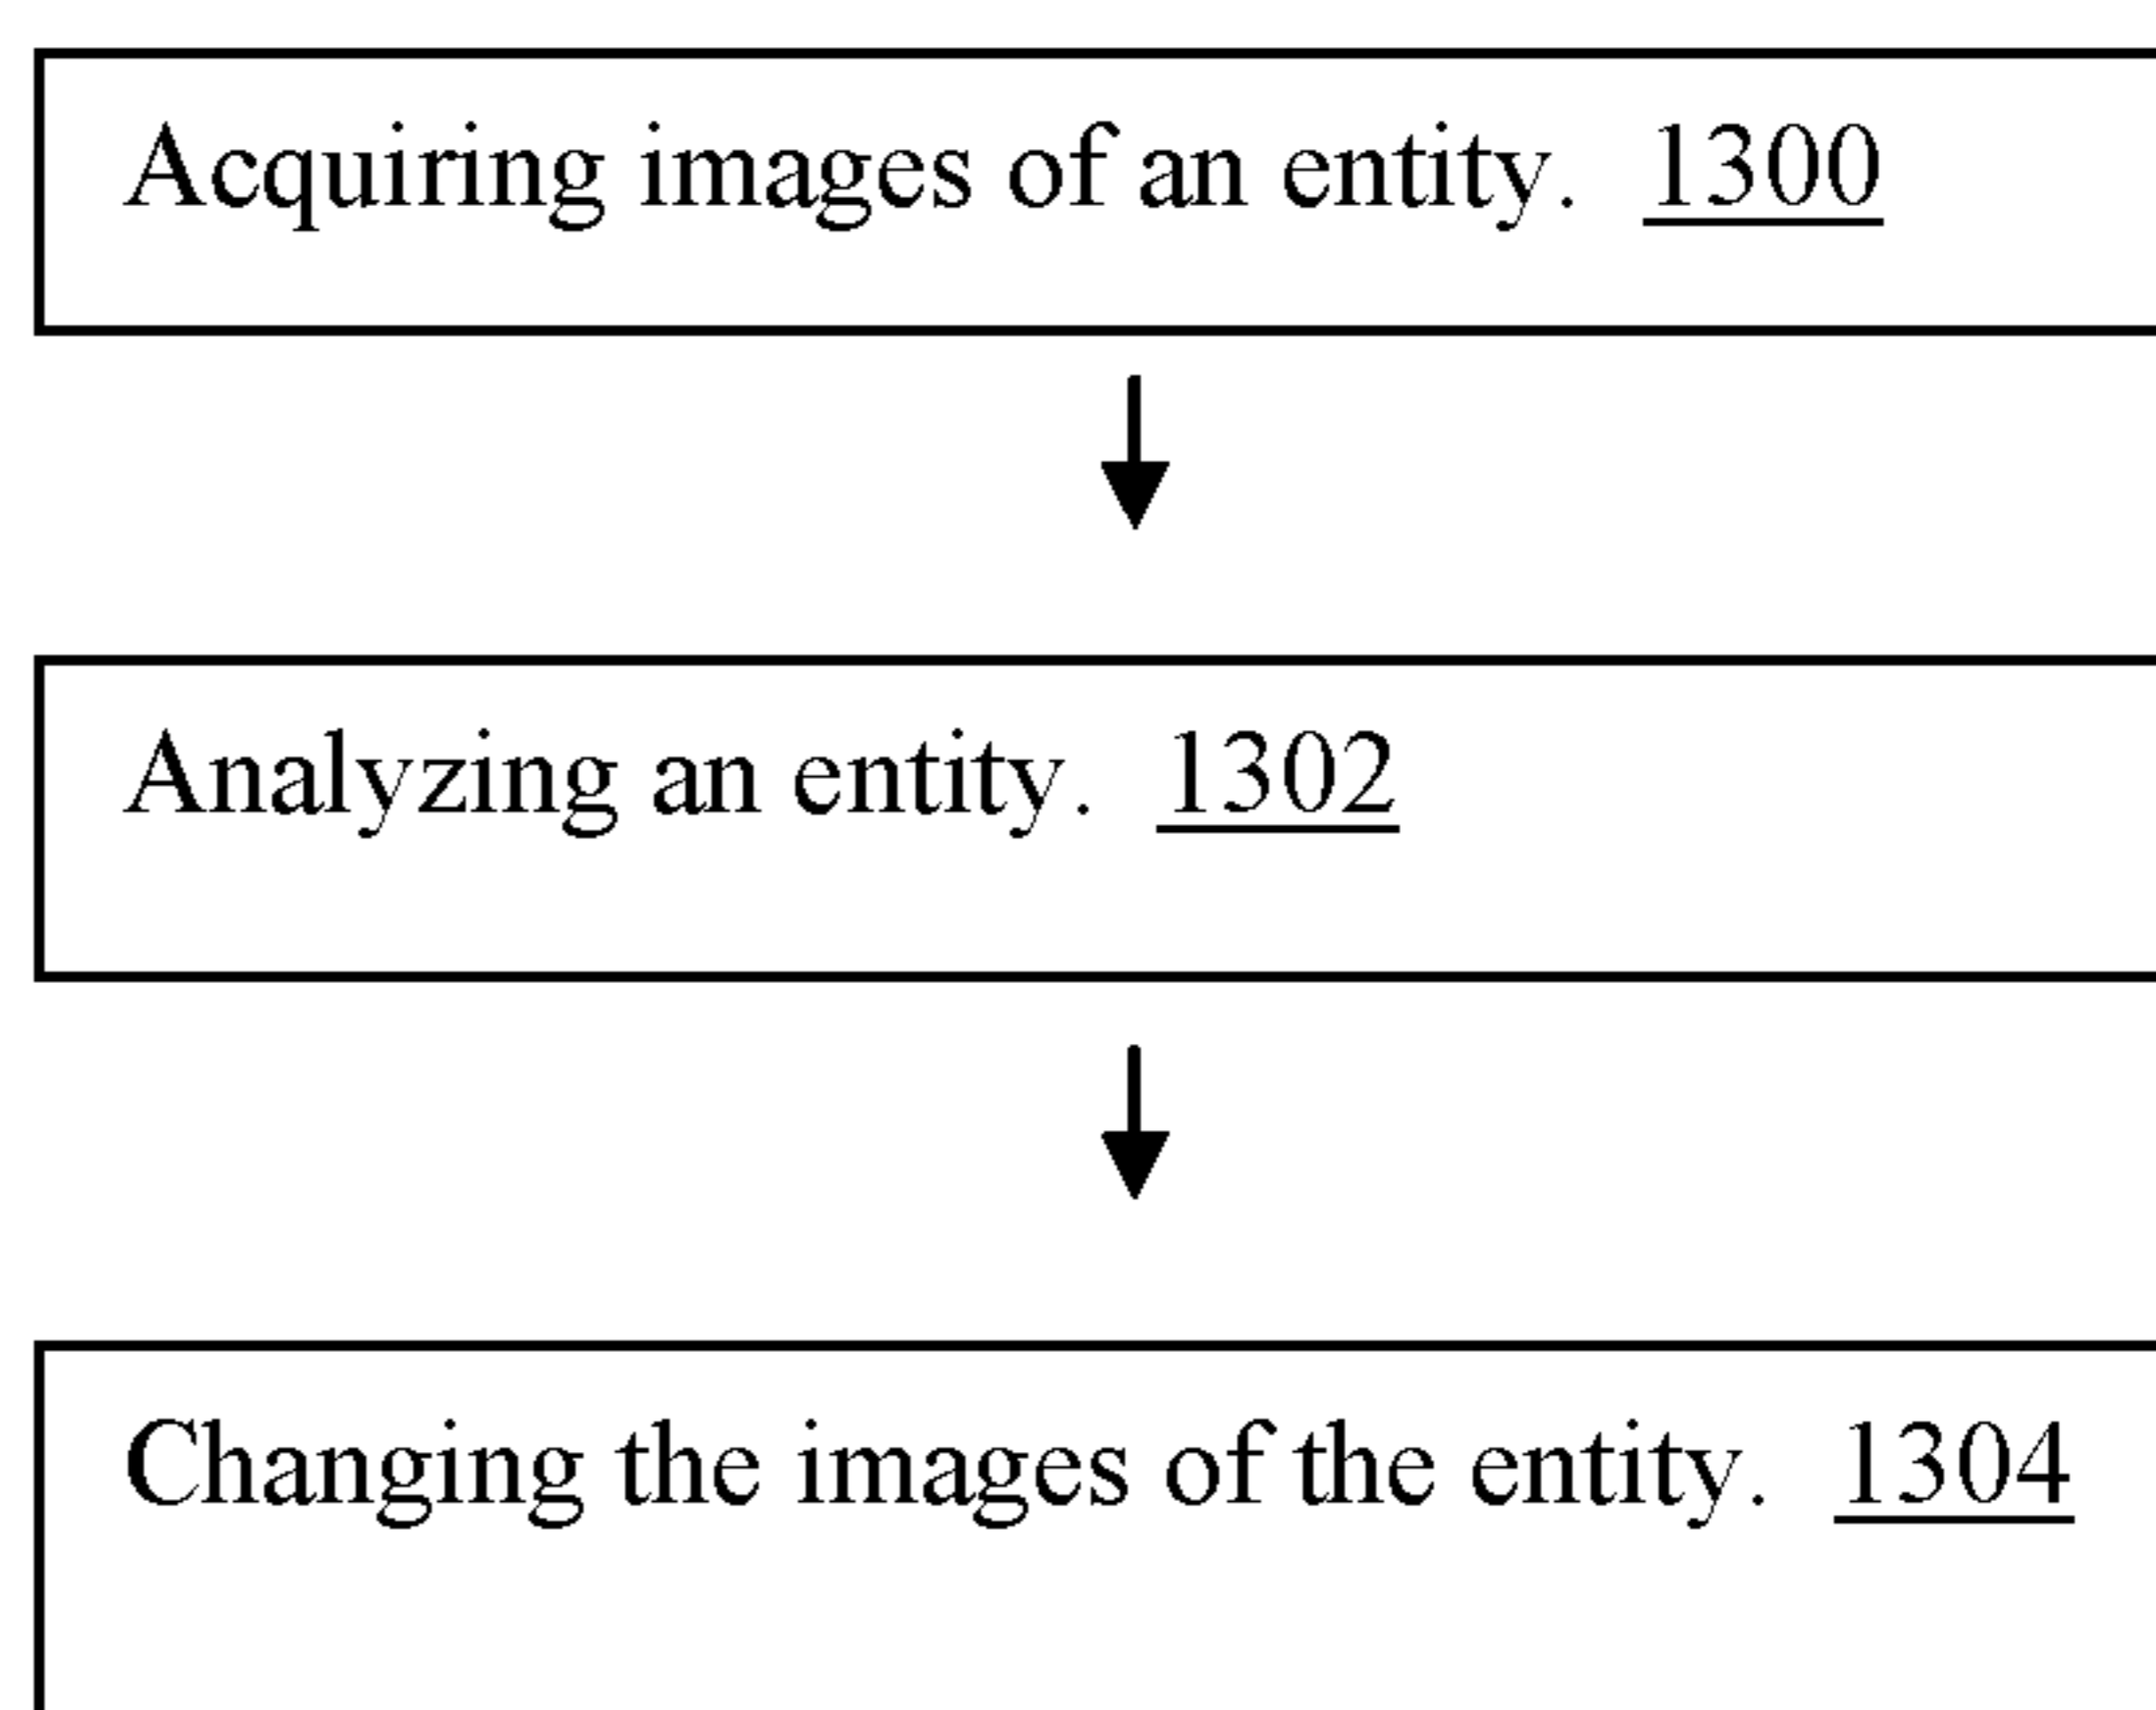 Acquiring images of an entity. 1300
Analyzing an entity. 1302
Changing the images of the entity. 1304